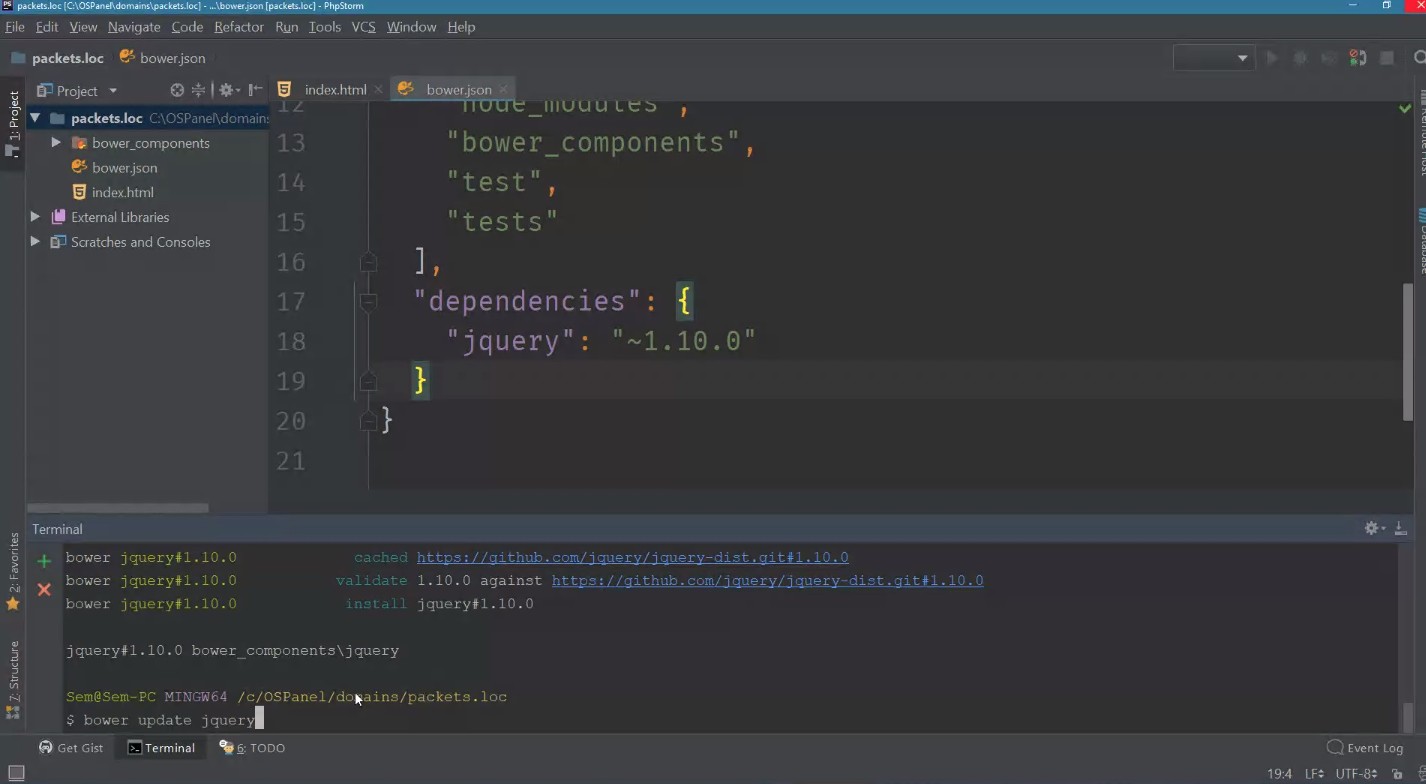 packets.loc [C:\OSPanel\domains\packets.loc] - ...\bower.json [packets.loc] - PhpStorm
File Edit View Navigate Code Refactor Run Tools VCS Window Help
packets.loc bower.json
1: Project
Project
index.html
bower.json
packets.loc C:\OSPanel\domains
bower_components
bower.json
index.html
External Libraries
Scratches and Consoles
12 "node_modules",
13 "bower_components",
14 "test",
15 "tests"
16 ],
17 "dependencies": {
18 "jquery": "~1.10.0"
19 }
20 }
21
Database
2: Favorites
7: Structure
Terminal
bower jquery#1.10.0 cached https://github.com/jquery/jquery-dist.git#1.10.0
bower jquery#1.10.0 validate 1.10.0 against https://github.com/jquery/jquery-dist.git#1.10.0
bower jquery#1.10.0 install jquery#1.10.0
jquery#1.10.0 bower_components\jquery
Sem@Sem-PC MINGW64 /c/OSPanel/domains/packets.loc
$ bower update jquery
Get Gist Terminal 6: TODO Event Log
19:4 LF UTF-8